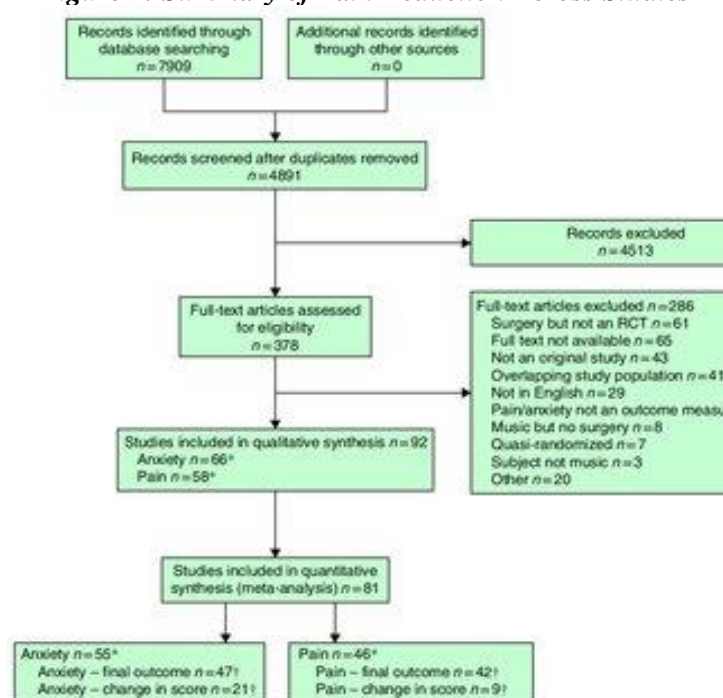 Records identified through
database searching
n=7909
Additional records identified
through other sources
n=0
Records screened after duplicates removed
n=4891
Records excluded
n=4513
Full-text articles assessed
for eligibility
n=378
Full-text articles excluded n=286
Surgery but not an RCT n=61
Full text not available n=65
Not an original study n=43
Overlapping study population n=41
Not in English n=29
Pain/anxiety not an outcome
Music but no surgery n=8
Quasi-randomized n=7
Subject not music n=3
Other n=20
Studies included in qualitative synthesis n=92
Anxiety n=66*
Pain n=58*
Studies included in quantitative
synthesis (meta-analysis) n=81
Anxiety n=55*
Anxiety – final outcome n=47†
Anxiety – change in score n=21†
Pain n=46*
Pain – final outcome n=42†
Pain – change in score n=9†